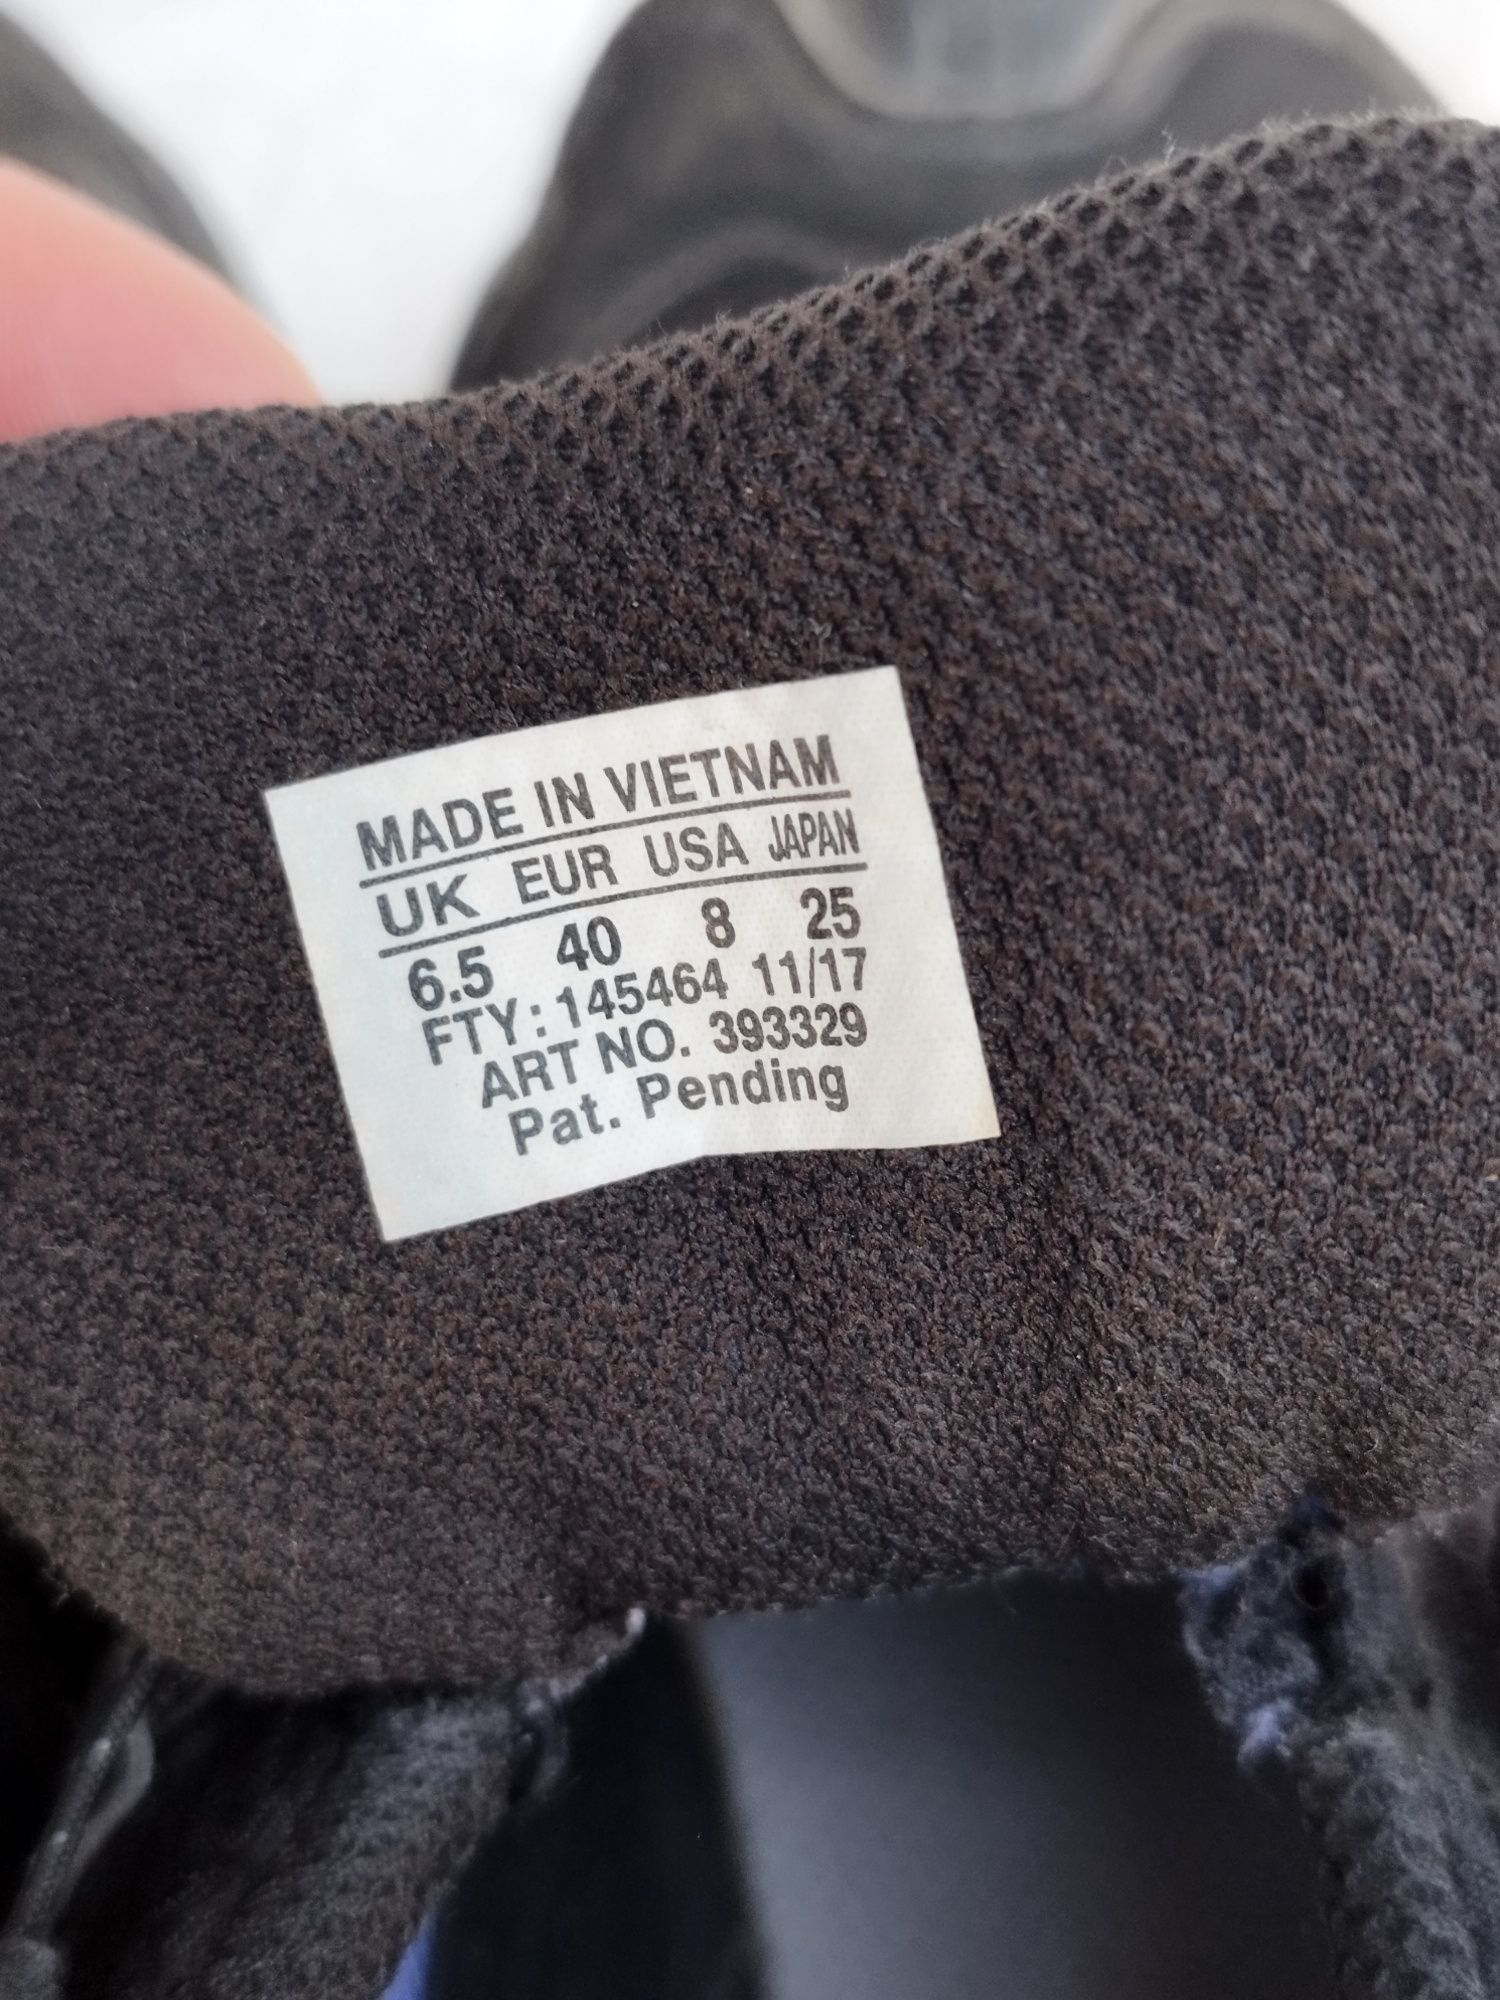 MADE IN VIETNAM
UK EUR USA JAPAN
6.5 40 8 25
FTY: 145464 11/17
ART NO. 393329
Pat. Pending